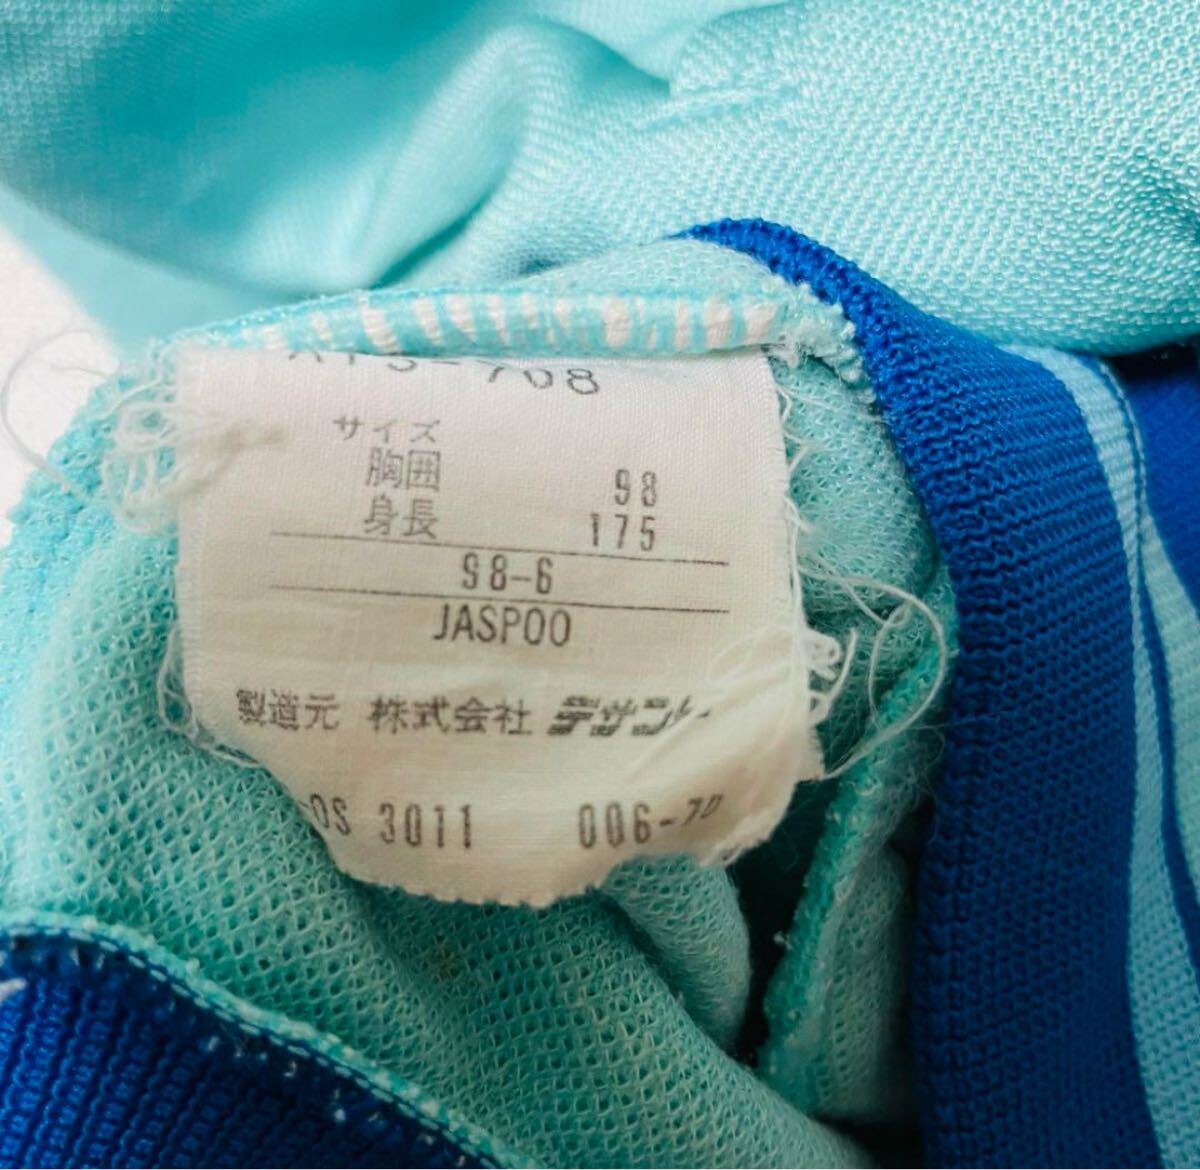 サイズ
胸囲 98
身長 175
98-6
JASPOO
製造元 株式会社 デサント
OS 3011 006-7